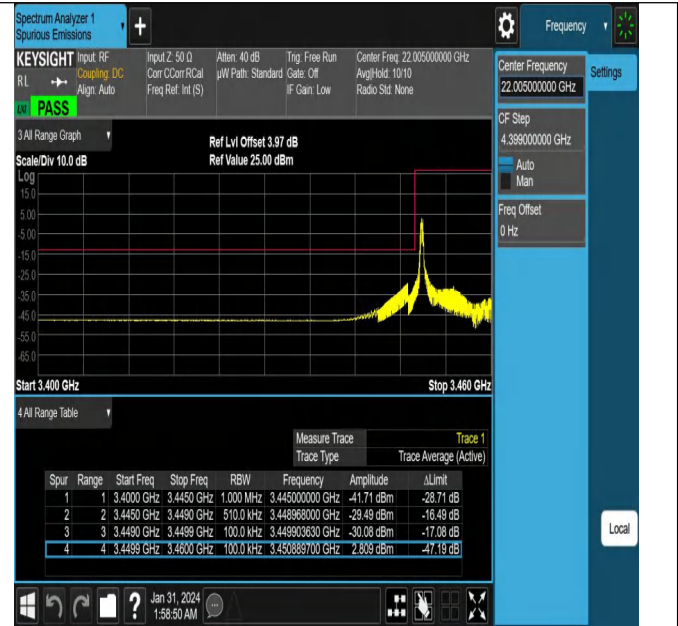 Spectrum Analyzer 1
Spurious Emissions
Frequency
KEYSIGHT
RL
Input: RF
Coupling: DC
Align: Auto
Input Z: 50 Ω
Corr CCorr RCal
Freq Ref: Int (S)
Atten: 40 dB
µW Path: Standard
Trig: Free Run
Gate: Off
IF Gain: Low
Center Freq: 22.005000000 GHz
Avg|Hold: 10/10
Radio Std: None
PASS
Center Frequency
22.005000000 GHz
Settings
CF Step
4.399000000 GHz
Auto
Man
Freq Offset
0 Hz
3 All Range Graph
Scale/Div 10.0 dB
Ref Lvl Offset 3.97 dB
Ref Value 25.00 dBm
Log
15.0
5.00
-5.00
-15.0
-25.0
-35.0
-45.0
-55.0
-65.0
Start 3.400 GHz
Stop 3.460 GHz
4 All Range Table
Measure Trace Trace 1
Trace Type Trace Average (Active)
Spur Range Start Freq Stop Freq RBW Frequency Amplitude ΔLimit
1 1 3.4000 GHz 3.4450 GHz 1.000 MHz 3.445000000 GHz -41.71 dBm -28.71 dB
2 2 3.4450 GHz 3.4490 GHz 510.0 kHz 3.448968000 GHz -29.49 dBm -16.49 dB
3 3 3.4490 GHz 3.4499 GHz 100.0 kHz 3.449903630 GHz -30.08 dBm -17.08 dB
4 4 3.4499 GHz 3.4600 GHz 100.0 kHz 3.450889700 GHz 2.809 dBm -47.19 dB
Local
Jan 31, 2024
1:58:50 AM